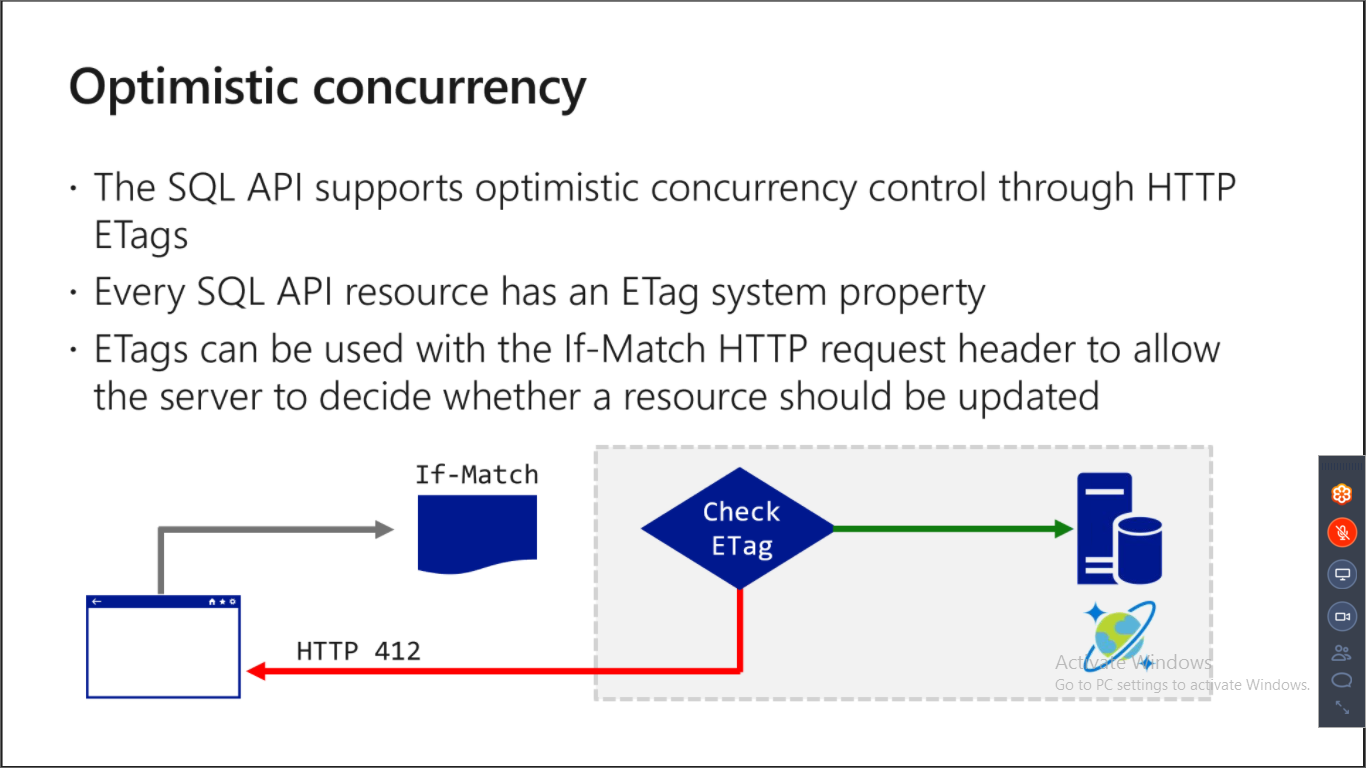 Optimistic concurrency
• The SQL API supports optimistic concurrency control through HTTP
ETags
• Every SQL API resource has an ETag system property
• ETags can be used with the If-Match HTTP request header to allow
the server to decide whether a resource should be updated
If-Match
Check
ETag
HTTP 412
Activate Windows
Go to PC settings to activate Windows.